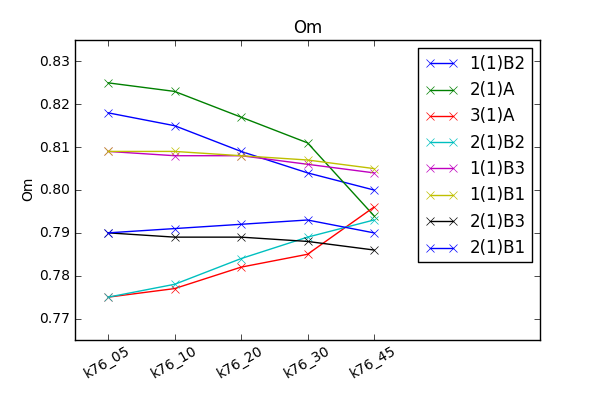 Om
0.83
0.82
0.81
0.80
0.79
0.78
0.77
Om
k76_05
k76_10
k76_20
k76_30
k76_45
1(1)B2
2(1)A
3(1)A
2(1)B2
1(1)B3
1(1)B1
2(1)B3
2(1)B1